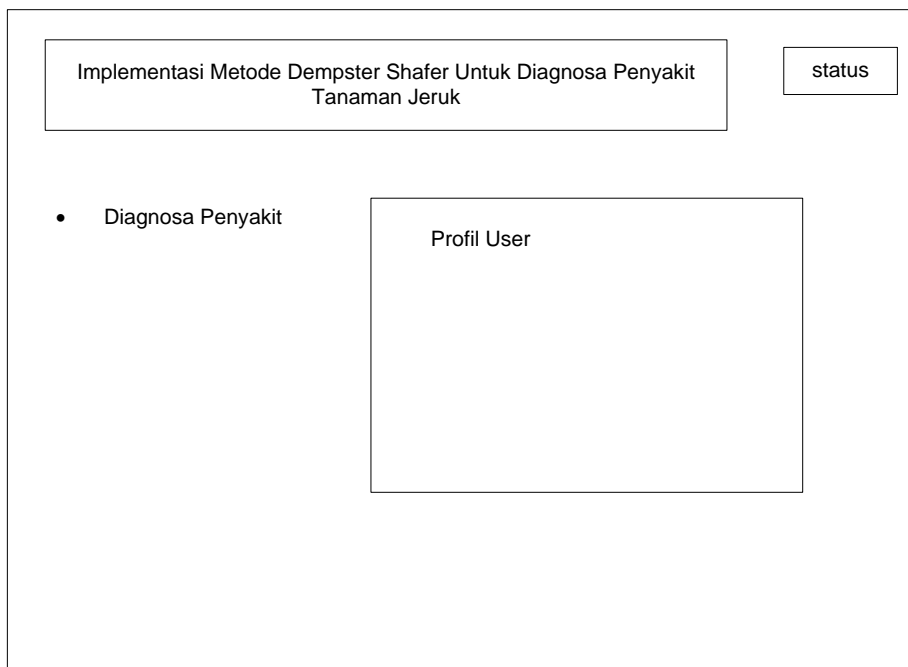 Implementasi Metode Dempster Shafer Untuk Diagnosa Penyakit
Tanaman Jeruk
status
• Diagnosa Penyakit
Profil User